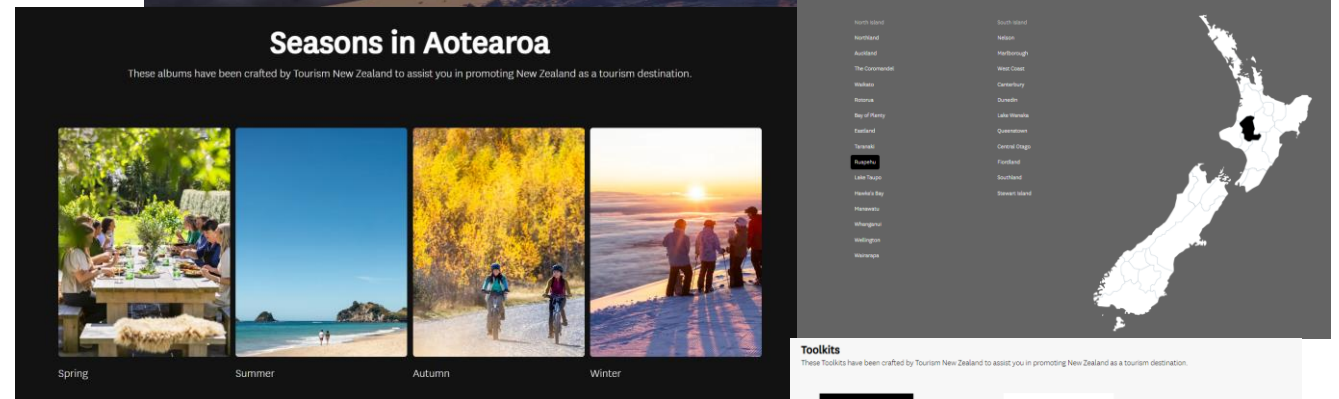 Seasons in Aotearoa
These albums have been crafted by Tourism New Zealand to assist you in promoting New Zealand as a tourism destination.
Spring
Summer
Autumn
Winter
North Island
Northland
Auckland
The Coromandel
Waikato
Rotorua
Bay of Plenty
Eastland
Taranaki
Ruapehu
Lake Taupo
Hawke's Bay
Manawatu
Whanganui
Wellington
Wairarapa
South Island
Nelson
Marlborough
West Coast
Canterbury
Dunedin
Lake Wanaka
Queenstown
Central Otago
Fiordland
Southland
Stewart Island
Toolkits
These Toolkits have been crafted by Tourism New Zealand to assist you in promoting New Zealand as a tourism destination.